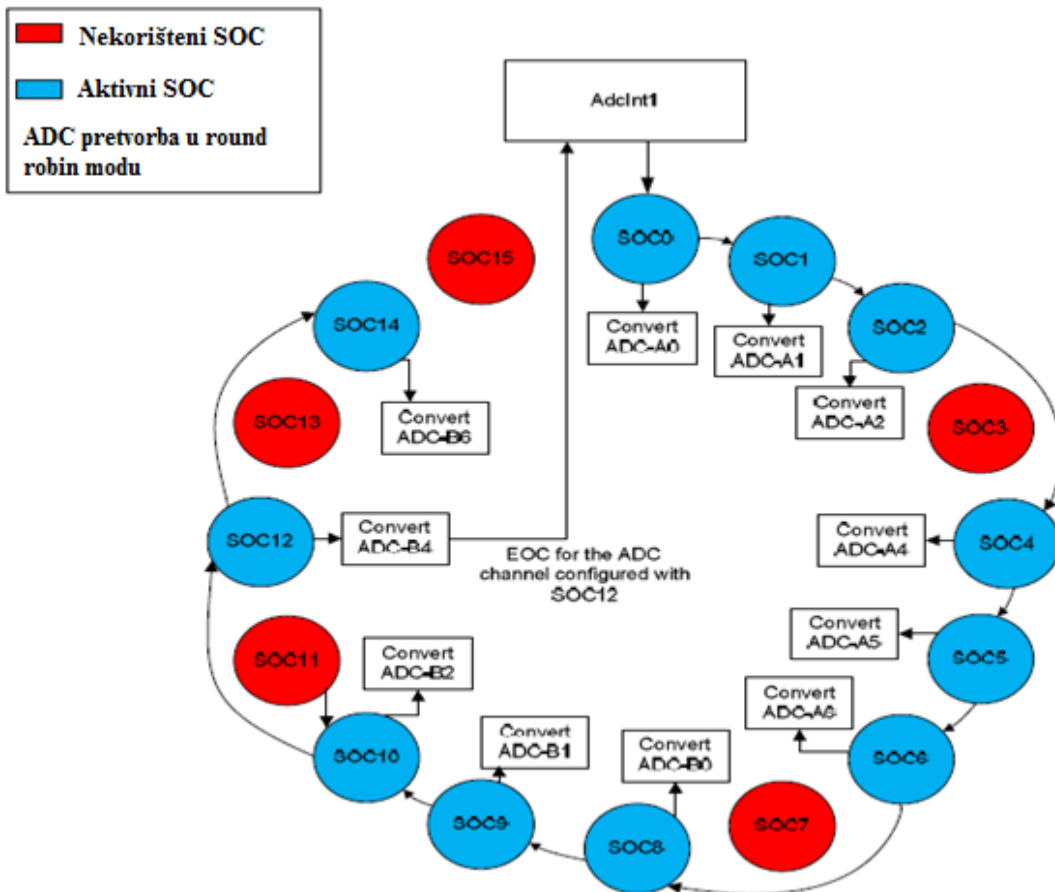 Nekorišteni SOC
Aktivni SOC
ADC pretvorba u round
robin modu
AdcInt1
SOC0
SOC1
SOC2
SOC3
SOC4
SOC5
SOC6
SOC7
SOC8
SOC9
SOC10
SOC11
SOC12
SOC13
SOC14
SOC15
Convert
ADC-A0
Convert
ADC-A1
Convert
ADC-A2
Convert
ADC-A4
Convert
ADC-A5
Convert
ADC-A6
Convert
ADC-B0
Convert
ADC-B1
Convert
ADC-B2
Convert
ADC-B4
Convert
ADC-B6
EOC for the ADC
channel configured with
SOC12